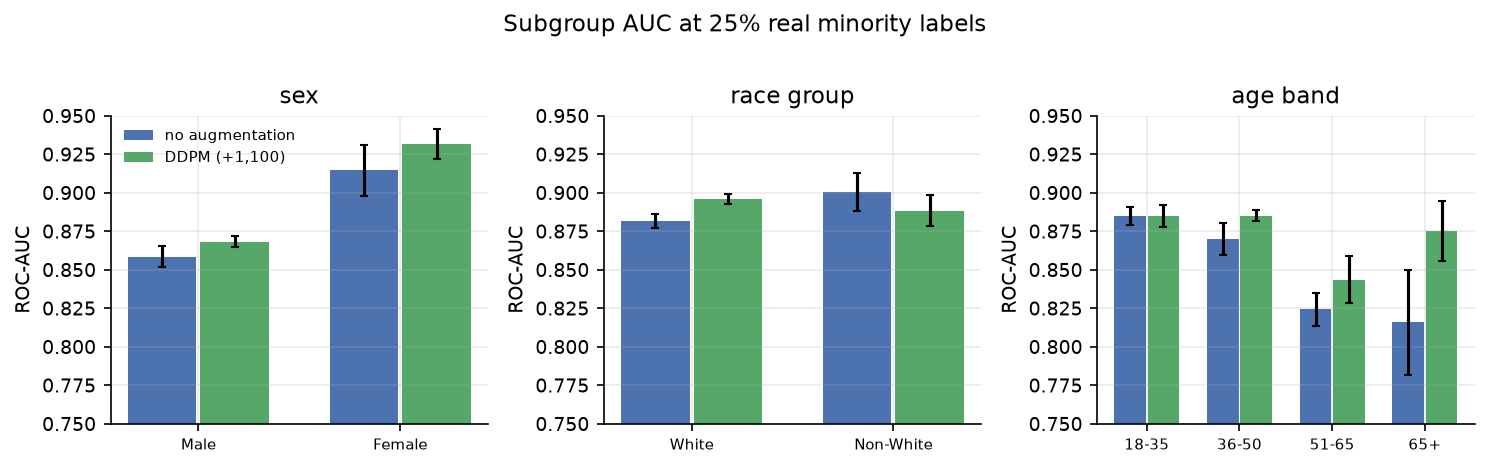 Subgroup AUC at 25% real minority labels
sex
ROC-AUC
0.950
0.925
0.900
0.875
0.850
0.825
0.800
0.775
0.750
no augmentation
DDPM (+1,100)
Male Female
race group
ROC-AUC
0.950
0.925
0.900
0.875
0.850
0.825
0.800
0.775
0.750
White Non-White
age band
ROC-AUC
0.950
0.925
0.900
0.875
0.850
0.825
0.800
0.775
0.750
18-35 36-50 51-65 65+